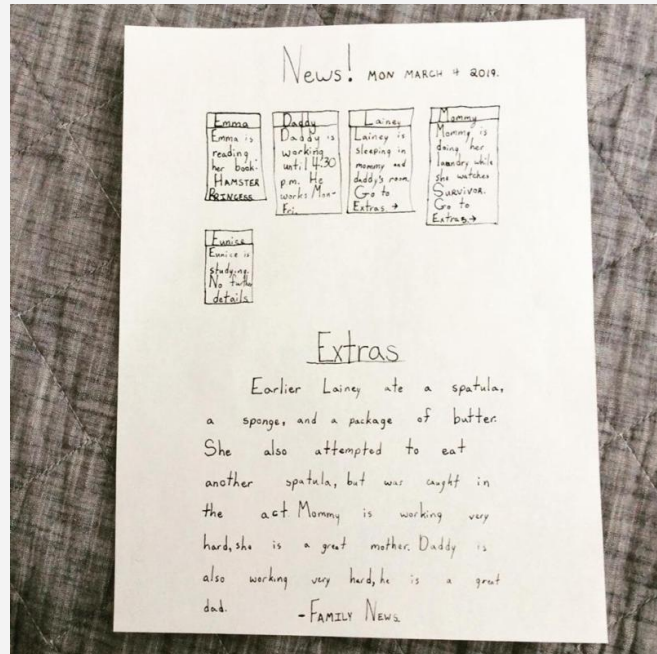 News! MON MARCH 4 2019.
Emma
Emma is
reading
her book:
HAMSTER
PRINCESS.
Daddy
Daddy is
working
until 4:30
p.m. He
works Mon-
Fri.
Lainey
Lainey is
sleeping in
mommy and
daddy's room.
Go to
Extras.→
Mommy
Mommy is
doing her
laundry while
she watches
SURVIVOR.
Go to
Extras.→
Eunice
Eunice is
studying.
No further
details
Extras
Earlier Lainey ate a spatula,
a sponge, and a package of butter.
She also attempted to eat
another spatula, but was caught in
the act. Mommy is working very
hard, she is a great mother. Daddy is
also working very hard, he is a great
dad.
-FAMILY NEWS